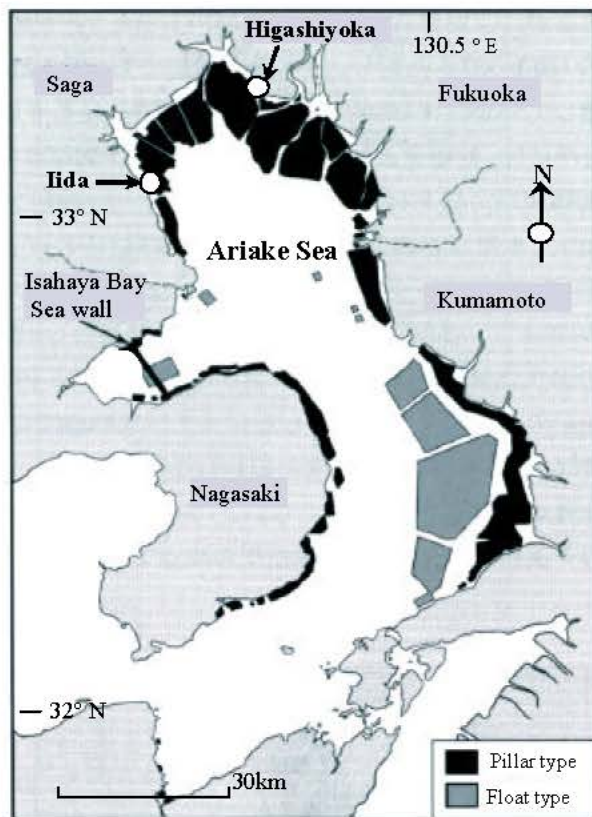 Higashiyoka
130.5 ° E
Saga
Fukuoka
Iida
N
33° N
Ariake Sea
Isahaya Bay
Sea wall
Kumamoto
Nagasaki
32° N
30km
Pillar type
Float type